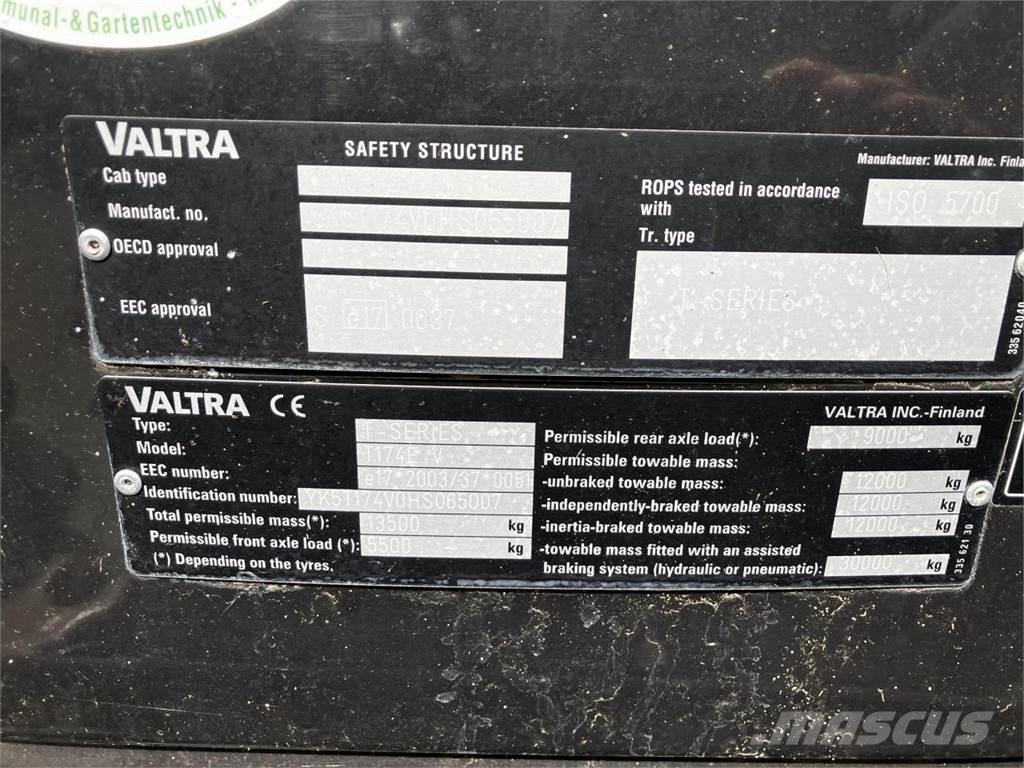 munal-& Gartentechnik -
VALTRA
SAFETY STRUCTURE
Manufacturer: VALTRA Inc. Finla
Cab type
Manufact. no.
YK5T174V0HS065007
OECD approval
EEC approval
S e17 0037
ROPS tested in accordance
with
ISO 5700
Tr. type
T-SERIES
335 62040
VALTRA CE
VALTRA INC.-Finland
Type: T-SERIES
Model: T174E V
EEC number: e17*2003/37*0051
Identification number: YK5T174V0HS065007
Total permissible mass(*): 13500 kg
Permissible front axle load (*): 5500 kg
(*) Depending on the tyres.
Permissible rear axle load(*): 9000 kg
Permissible towable mass:
-unbraked towable mass: 12000 kg
-independently-braked towable mass: 12000 kg
-inertia-braked towable mass: 12000 kg
-towable mass fitted with an assisted
braking system (hydraulic or pneumatic): 30000 kg
335 621 30
MASCUS